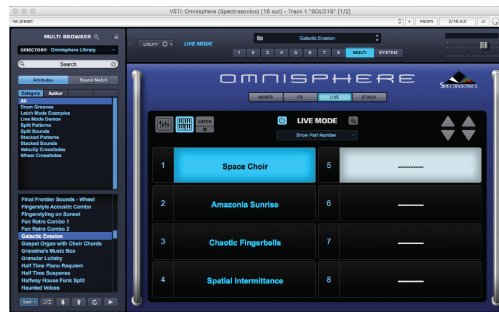 VSTi: Omnisphere (Spectrasonics) [16 out] - Track 1 "SOLO19" [1/2]
No preset
+
Param
2/16 out
UI
MULTI BROWSER
DIRECTORY: Omnisphere Library
Search
Attributes
Sound Match
Category
Author
All
Drum Grooves
Latch Mode Examples
Live Mode Demos
Split Patterns
Split Sounds
Stacked Patterns
Stacked Sounds
Velocity Crossfades
Wheel Crossfades
Final Frontier Sounds - Wheel
Fingerstyle Acoustic Combo
Fingerstyling on Sunset
Fun Retro Combo 1
Fun Retro Combo 2
Galactic Evasion
Gospel Organ with Choir Chords
Grandma's Music Box
Granular Lullaby
Half Time Piano Requiem
Half Time Suspense
Halfway House Funk Split
Haunted Voices
Sort
UTILITY
LIVE MODE
Galactic Evasion
1 2 3 4 5 6 7 8 MULTI SYSTEM
OMNISPHERE
SPECTRASONICS
MIXER FX LIVE STACK
LATCH
LIVE MODE
Show Part Number
1 Space Choir
5 ----------
2 Amazonia Sunrise
6 ----------
3 Chaotic Fingerbells
7 ----------
4 Spatial Intermittance
8 ----------